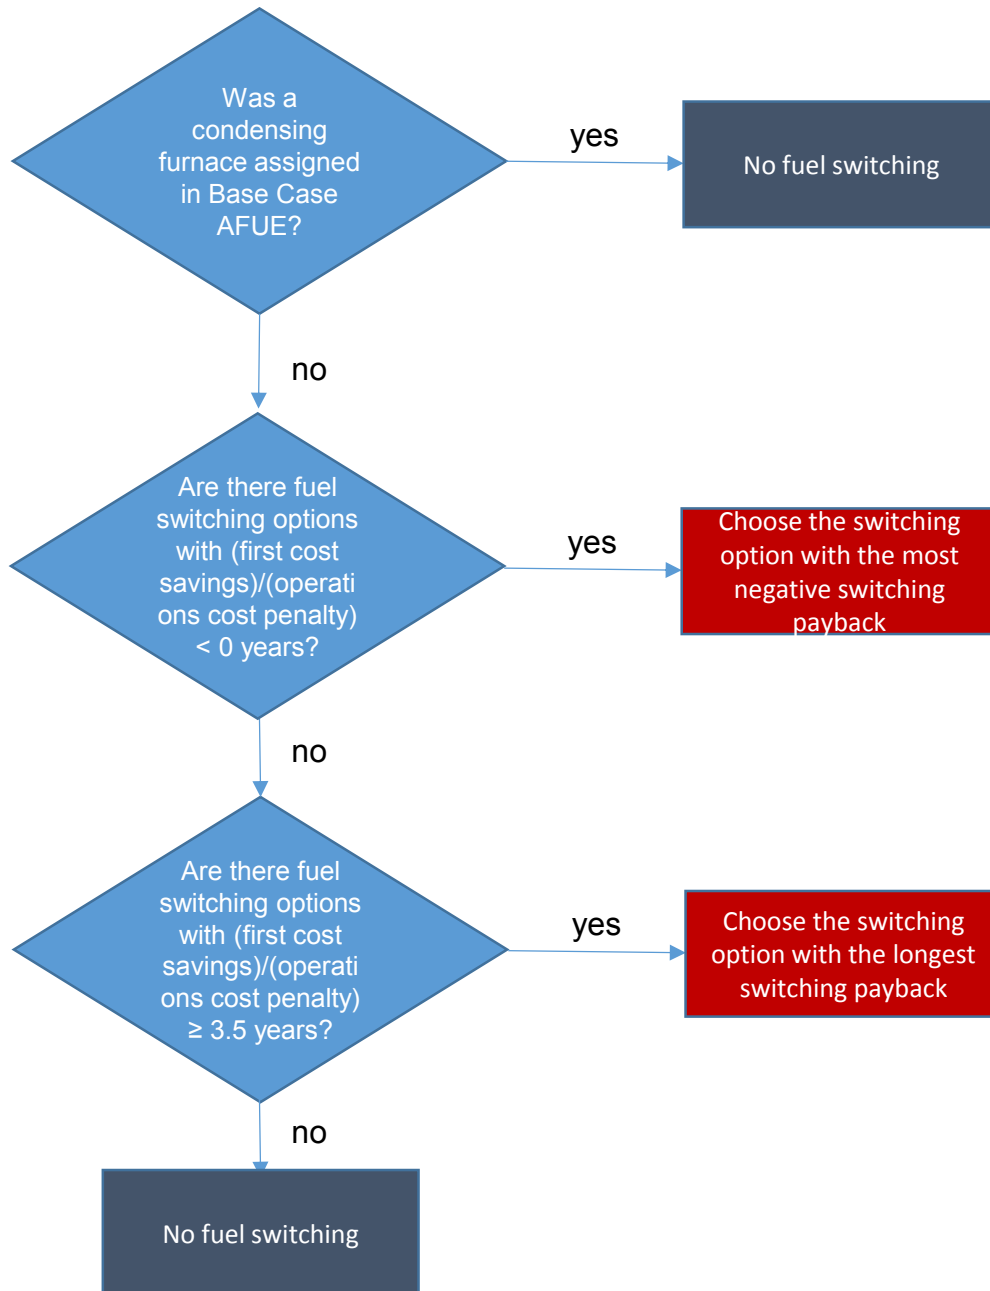 Was a
condensing
furnace assigned
in Base Case
AFUE?
yes
No fuel switching
no
Are there fuel
switching options
with (first cost
savings)/(operati
ons cost penalty)
< 0 years?
yes
Choose the switching
option with the most
negative switching
payback
no
Are there fuel
switching options
with (first cost
savings)/(operati
ons cost penalty)
≥ 3.5 years?
yes
Choose the switching
option with the longest
switching payback
no
No fuel switching